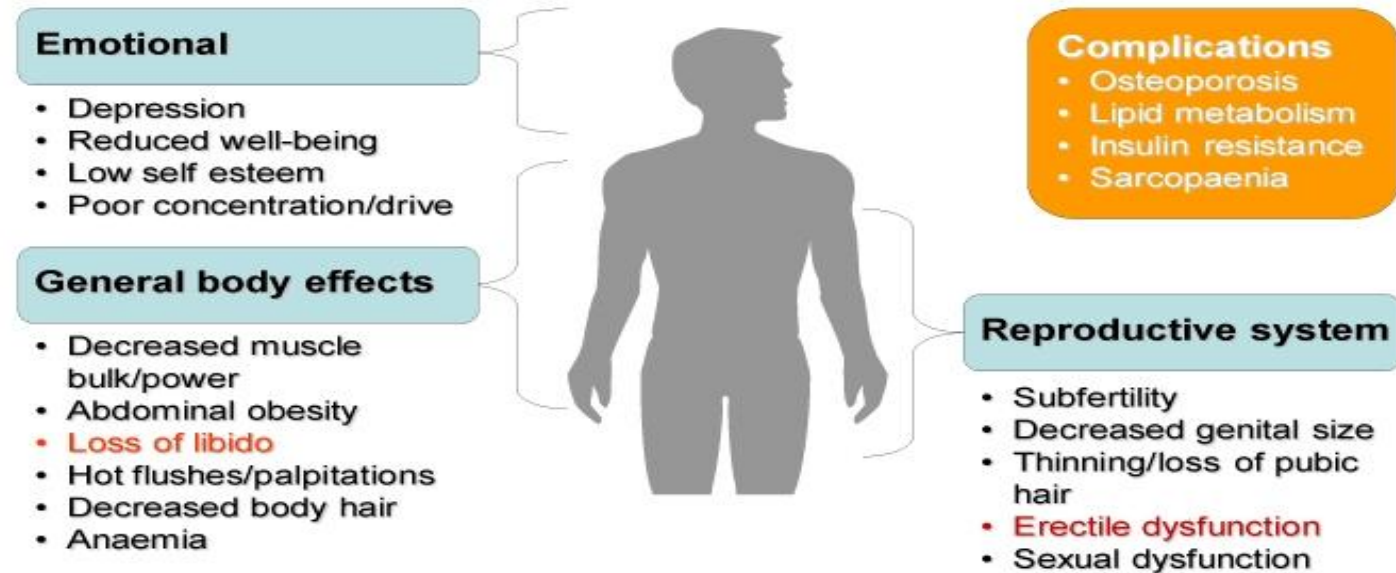 Emotional
• Depression
• Reduced well-being
• Low self esteem
• Poor concentration/drive
General body effects
• Decreased muscle
bulk/power
• Abdominal obesity
• Loss of libido
• Hot flushes/palpitations
• Decreased body hair
• Anaemia
Complications
• Osteoporosis
• Lipid metabolism
• Insulin resistance
• Sarcopaenia
Reproductive system
• Subfertility
• Decreased genital size
• Thinning/loss of pubic
hair
• Erectile dysfunction
• Sexual dysfunction